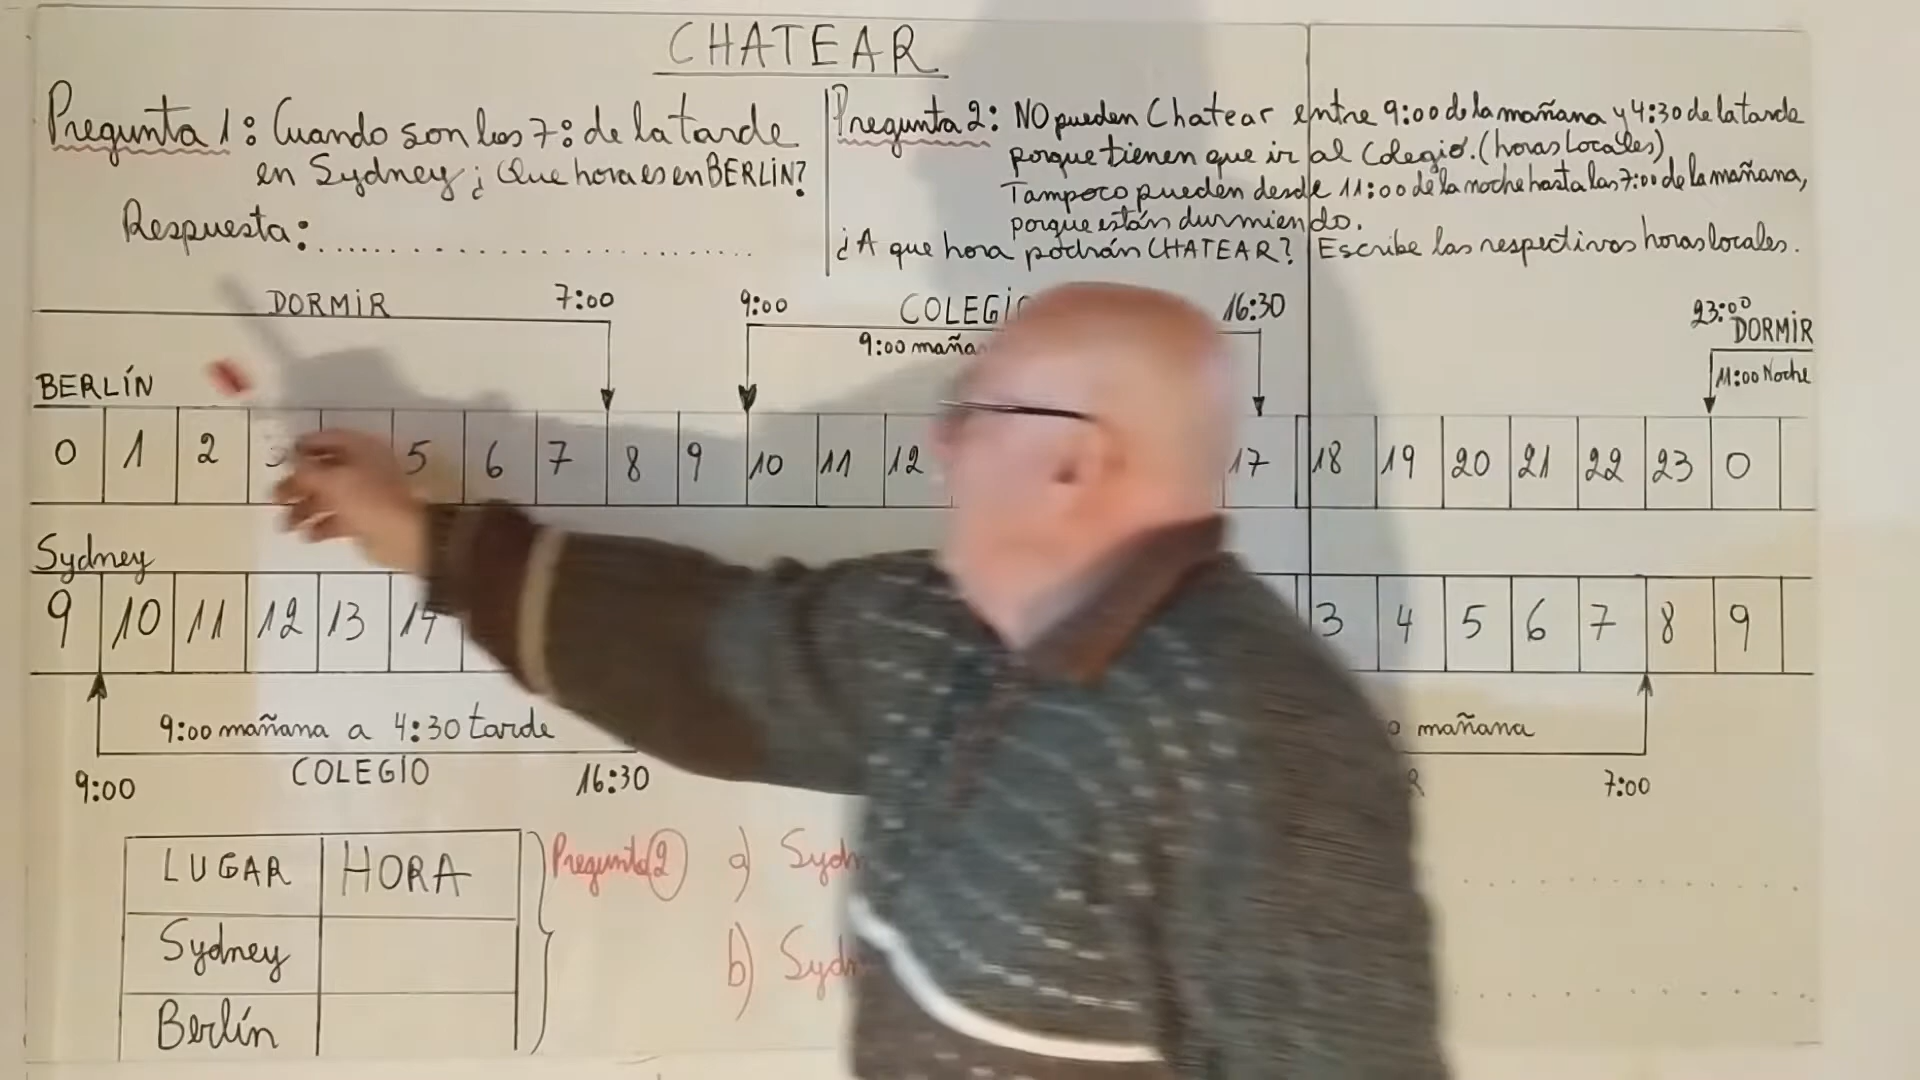 CHATEAR
Pregunta 1: Cuando son las 7: de la tarde
en Sydney ¿Que hora es en BERLIN?
Respuesta:..............................
Pregunta 2: NO pueden Chatear entre 9:00 de la mañana y 4:30 de la tarde
porque tienen que ir al Colegio. (horas Locales)
Tampoco pueden desde 11:00 de la noche hasta las 7:00 de la mañana,
porque están durmiendo.
¿A que hora podrán CHATEAR? Escribe las respectivas horas locales.
DORMIR 7:00 9:00 COLEGIO 16:30 23:00 DORMIR
9:00 11:00 Noche
BERLÍN
0 1 2 5 6 7 8 9 10 11 12 17 18 19 20 21 22 23 0
Sydney
9 10 11 12 13 14 3 4 5 6 7 8 9
9:00 mañana a 4:30 tarde mañana
9:00 COLEGIO 16:30 7:00
LUGAR HORA
Sydney
Berlín
Pregunta 2 a)
b)